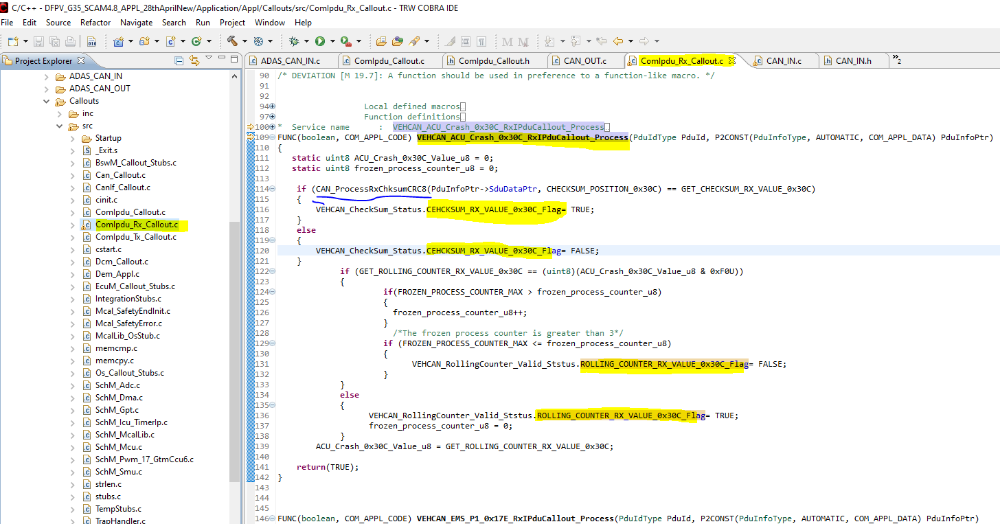 C/C++ - DFPV_G35_SCAM4.8_APPL_28thAprilNew/Application/Appl/Callouts/src/ComIpdu_Rx_Callout.c - TRW COBRA IDE
File Edit Source Refactor Navigate Search Run Project Window Help
Project Explorer
ADAS_CAN_IN
ADAS_CAN_OUT
Callouts
inc
src
Startup
_Exit.s
BswM_Callout_Stubs.c
Can_Callout.c
CanIf_Callout.c
cinit.c
ComIpdu_Callout.c
ComIpdu_Rx_Callout.c
ComIpdu_Tx_Callout.c
cstart.c
Dcm_Callout.c
Dem_Appl.c
EcuM_Callout_Stubs.c
IntegrationStubs.c
Mcal_SafetyEndInit.c
Mcal_SafetyError.c
McalLib_OsStub.c
memcmp.c
memcpy.c
Os_Callout_Stubs.c
SchM_Adc.c
SchM_Dma.c
SchM_Gpt.c
SchM_Icu_TimerIp.c
SchM_McalLib.c
SchM_Mcu.c
SchM_Pwm_17_GtmCcu6.c
SchM_Smu.c
strlen.c
stubs.c
TempStubs.c
TrapHandler.c
ADAS_CAN_IN.c ComIpdu_Callout.c ComIpdu_Callout.h CAN_OUT.c ComIpdu_Rx_Callout.c CAN_IN.c CAN_IN.h »2
90 /* DEVIATION [M 19.7]: A function should be used in preference to a function-like macro. */
91
92
94 Local defined macros..
97 Function definitions..
100 * Service name : VEHCAN_ACU_Crash_0x30C_RxIPduCallout_Process..
109 FUNC(boolean, COM_APPL_CODE) VEHCAN_ACU_Crash_0x30C_RxIPduCallout_Process(PduIdType PduId, P2CONST(PduInfoType, AUTOMATIC, COM_APPL_DATA) PduInfoPtr)
110 {
111 static uint8 ACU_Crash_0x30C_Value_u8 = 0;
112 static uint8 frozen_process_counter_u8 = 0;
113
114 if (CAN_ProcessRxChksumCRC8(PduInfoPtr->SduDataPtr, CHECKSUM_POSITION_0x30C) == GET_CHECKSUM_RX_VALUE_0x30C)
115 {
116 VEHCAN_CheckSum_Status.CEHCKSUM_RX_VALUE_0x30C_Flag= TRUE;
117 }
118 else
119 {
120 VEHCAN_CheckSum_Status.CEHCKSUM_RX_VALUE_0x30C_Flag= FALSE;
121 }
122 if (GET_ROLLING_COUNTER_RX_VALUE_0x30C == (uint8)(ACU_Crash_0x30C_Value_u8 & 0xF0U))
123 {
124 if(FROZEN_PROCESS_COUNTER_MAX > frozen_process_counter_u8)
125 {
126 frozen_process_counter_u8++;
127 }
128 /*The frozen process counter is greater than 3*/
129 if (FROZEN_PROCESS_COUNTER_MAX <= frozen_process_counter_u8)
130 {
131 VEHCAN_RollingCounter_Valid_Ststus.ROLLING_COUNTER_RX_VALUE_0x30C_Flag= FALSE;
132 }
133 }
134 else
135 {
136 VEHCAN_RollingCounter_Valid_Ststus.ROLLING_COUNTER_RX_VALUE_0x30C_Flag= TRUE;
137 frozen_process_counter_u8 = 0;
138 }
139 ACU_Crash_0x30C_Value_u8 = GET_ROLLING_COUNTER_RX_VALUE_0x30C;
140
141 return(TRUE);
142 }
143
144
145
146 FUNC(boolean, COM_APPL_CODE) VEHCAN_EMS_P1_0x17E_RxIPduCallout_Process(PduIdType PduId, P2CONST(PduInfoType, AUTOMATIC, COM_APPL_DATA) PduInfoPtr)